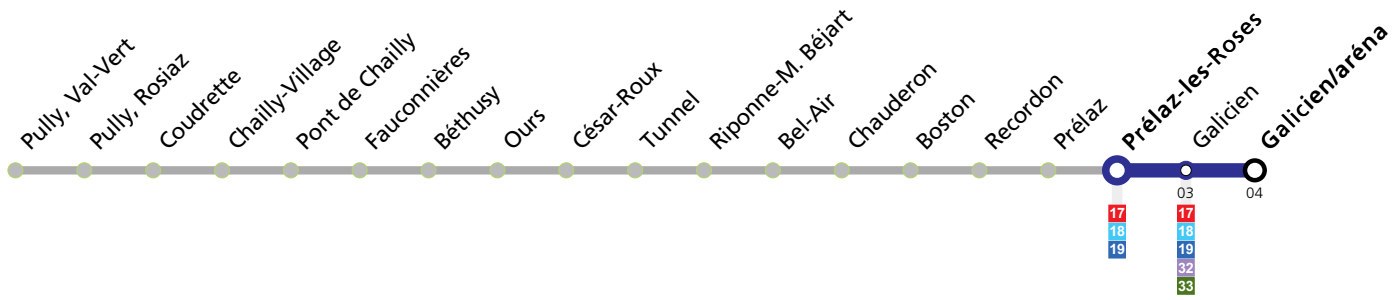 Pully, Val-Vert
Pully, Rosiaz
Coudrette
Chailly-Village
Pont de Chailly
Fauconnières
Béthusy
Ours
César-Roux
Tunnel
Riponne-M. Béjart
Bel-Air
Chauderon
Boston
Recordon
Prélaz
Prélaz-les-Roses
Galicien
Galicien/aréna
03
04
17
18
19
17
18
19
32
33